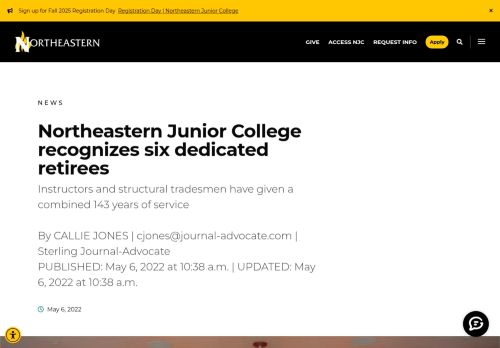 Sign up for Fall 2025 Registration Day Registration Day | Northeastern Junior College ×
NORTHEASTERN GIVE ACCESS NJC REQUEST INFO Apply
NEWS
Northeastern Junior College
recognizes six dedicated
retirees
Instructors and structural tradesmen have given a
combined 143 years of service
By CALLIE JONES | cjones@journal-advocate.com |
Sterling Journal-Advocate
PUBLISHED: May 6, 2022 at 10:38 a.m. | UPDATED: May
6, 2022 at 10:38 a.m.
May 6, 2022